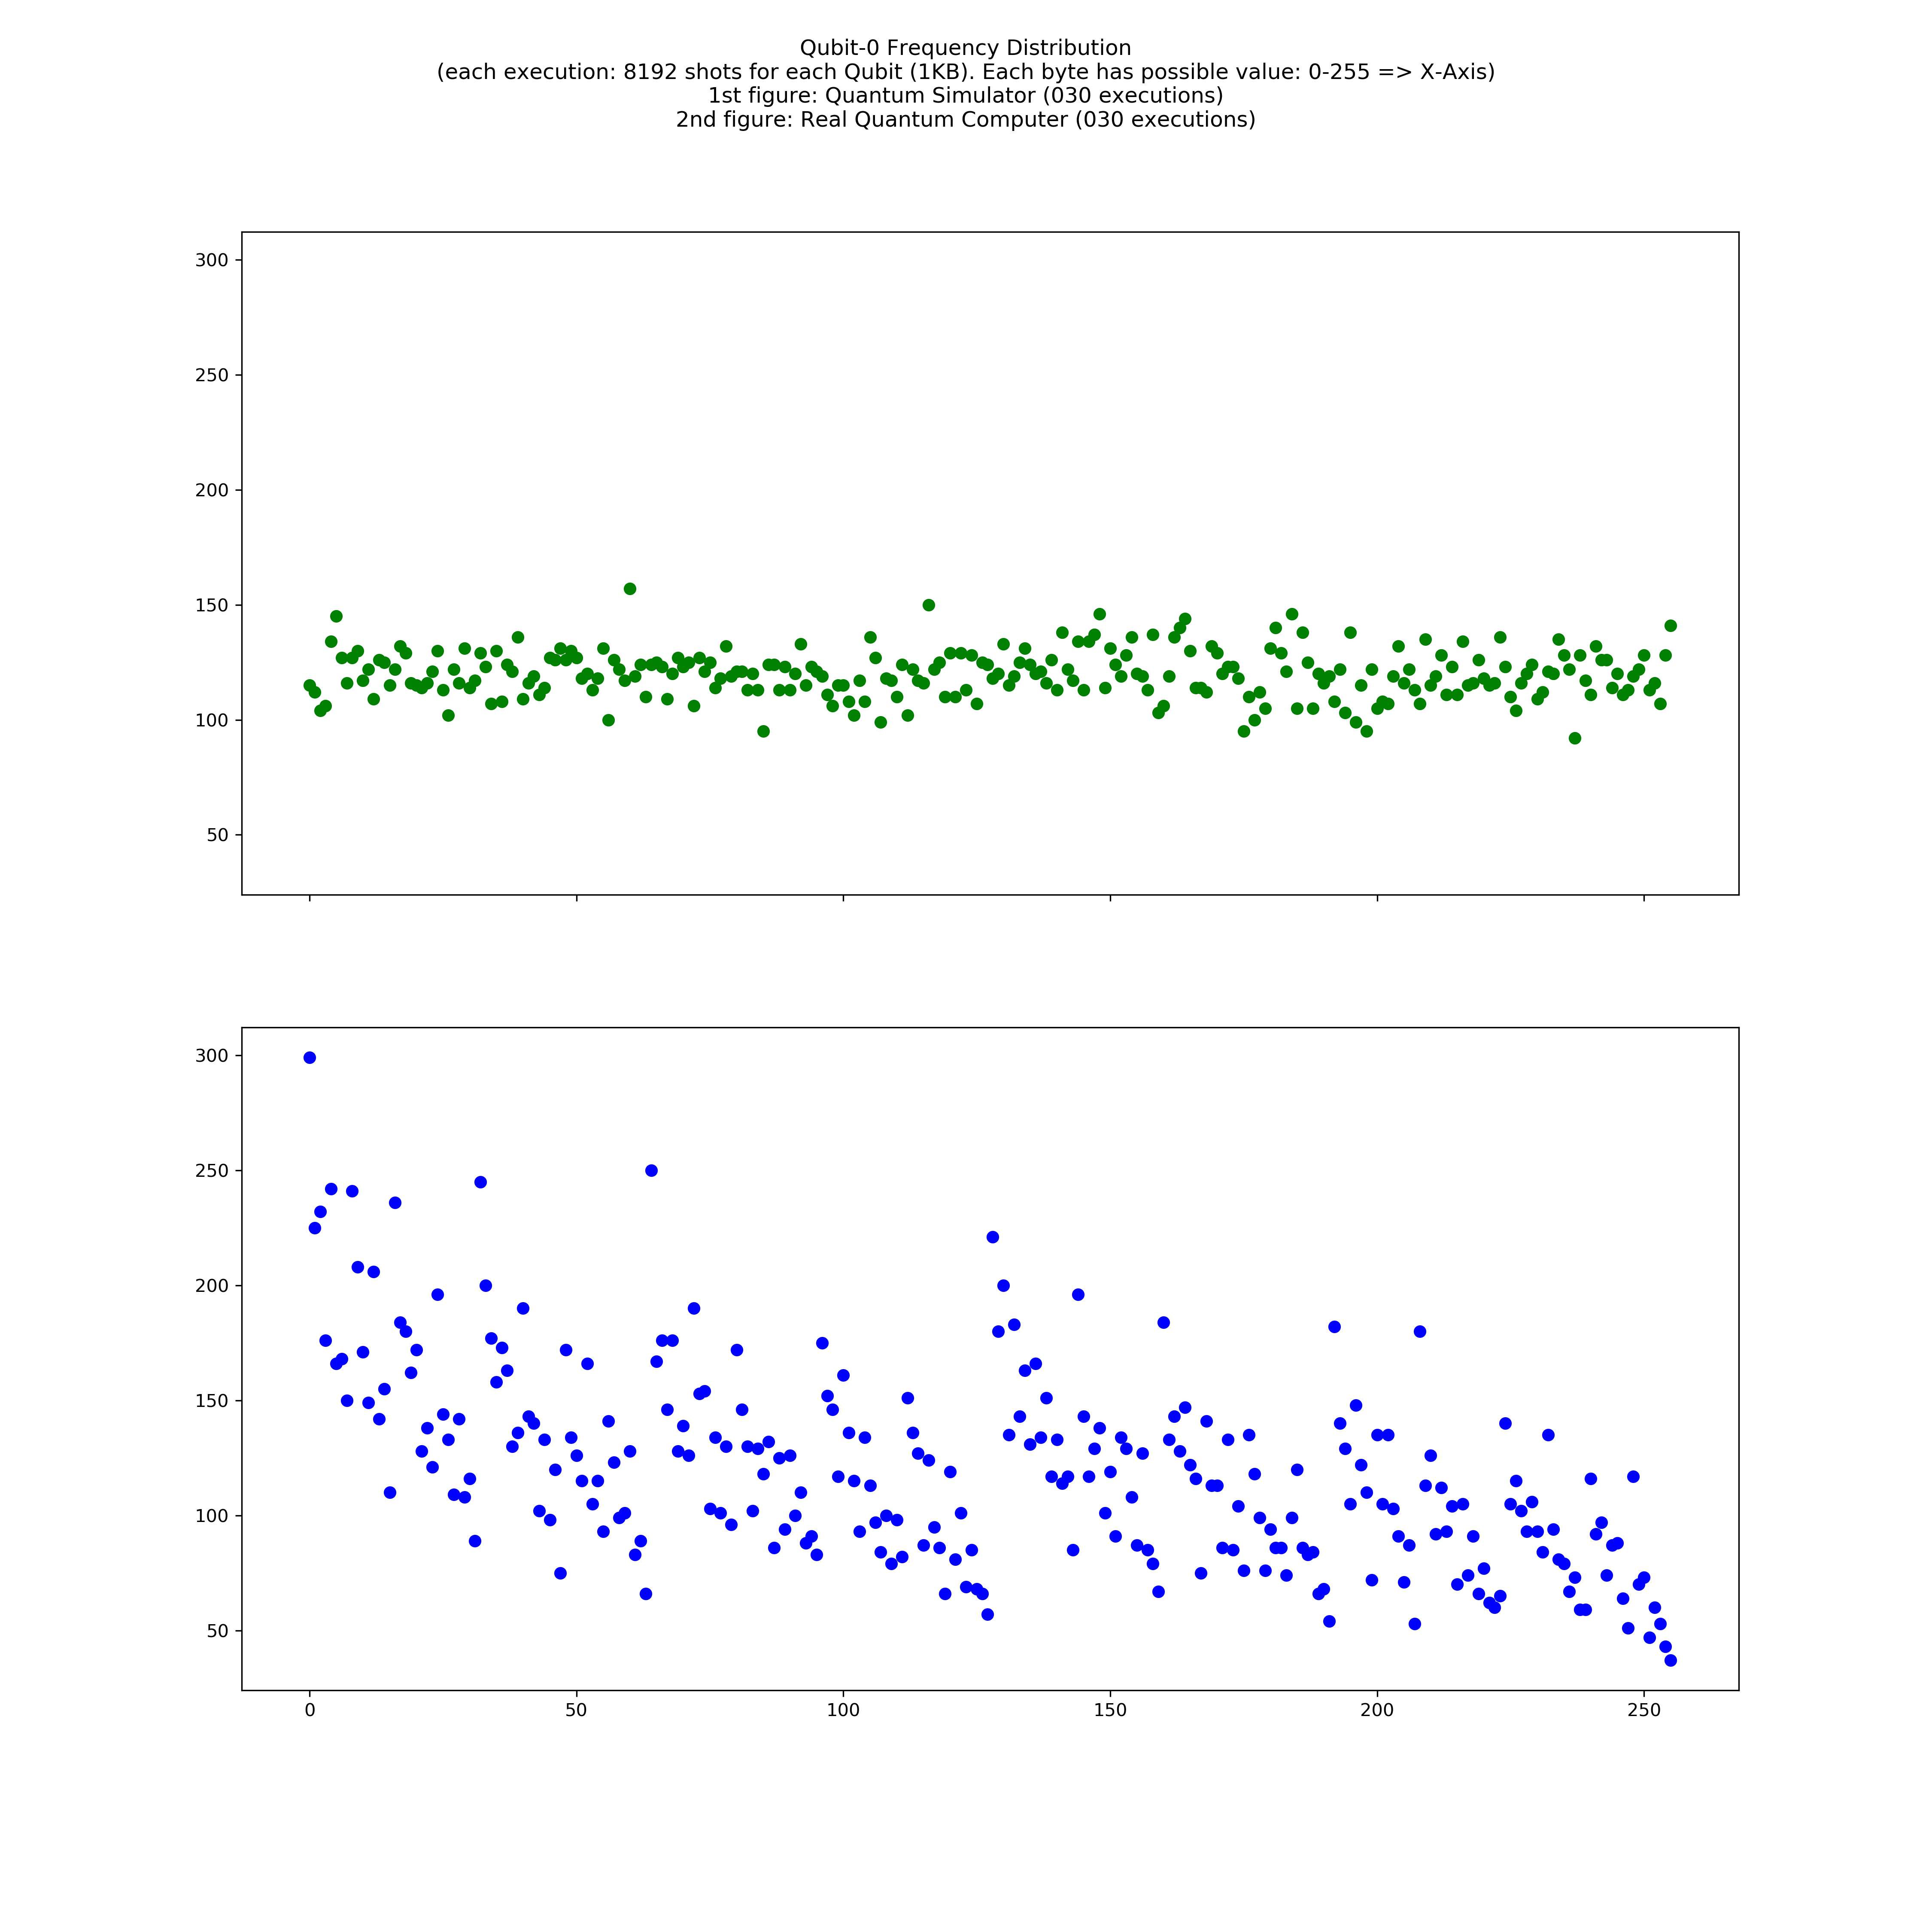 Qubit-0 Frequency Distribution
(each execution: 8192 shots for each Qubit (1KB). Each byte has possible value: 0-255 => X-Axis)
1st figure: Quantum Simulator (030 executions)
2nd figure: Real Quantum Computer (030 executions)
300
250
200
150
100
50
300
250
200
150
100
50
0 50 100 150 200 250